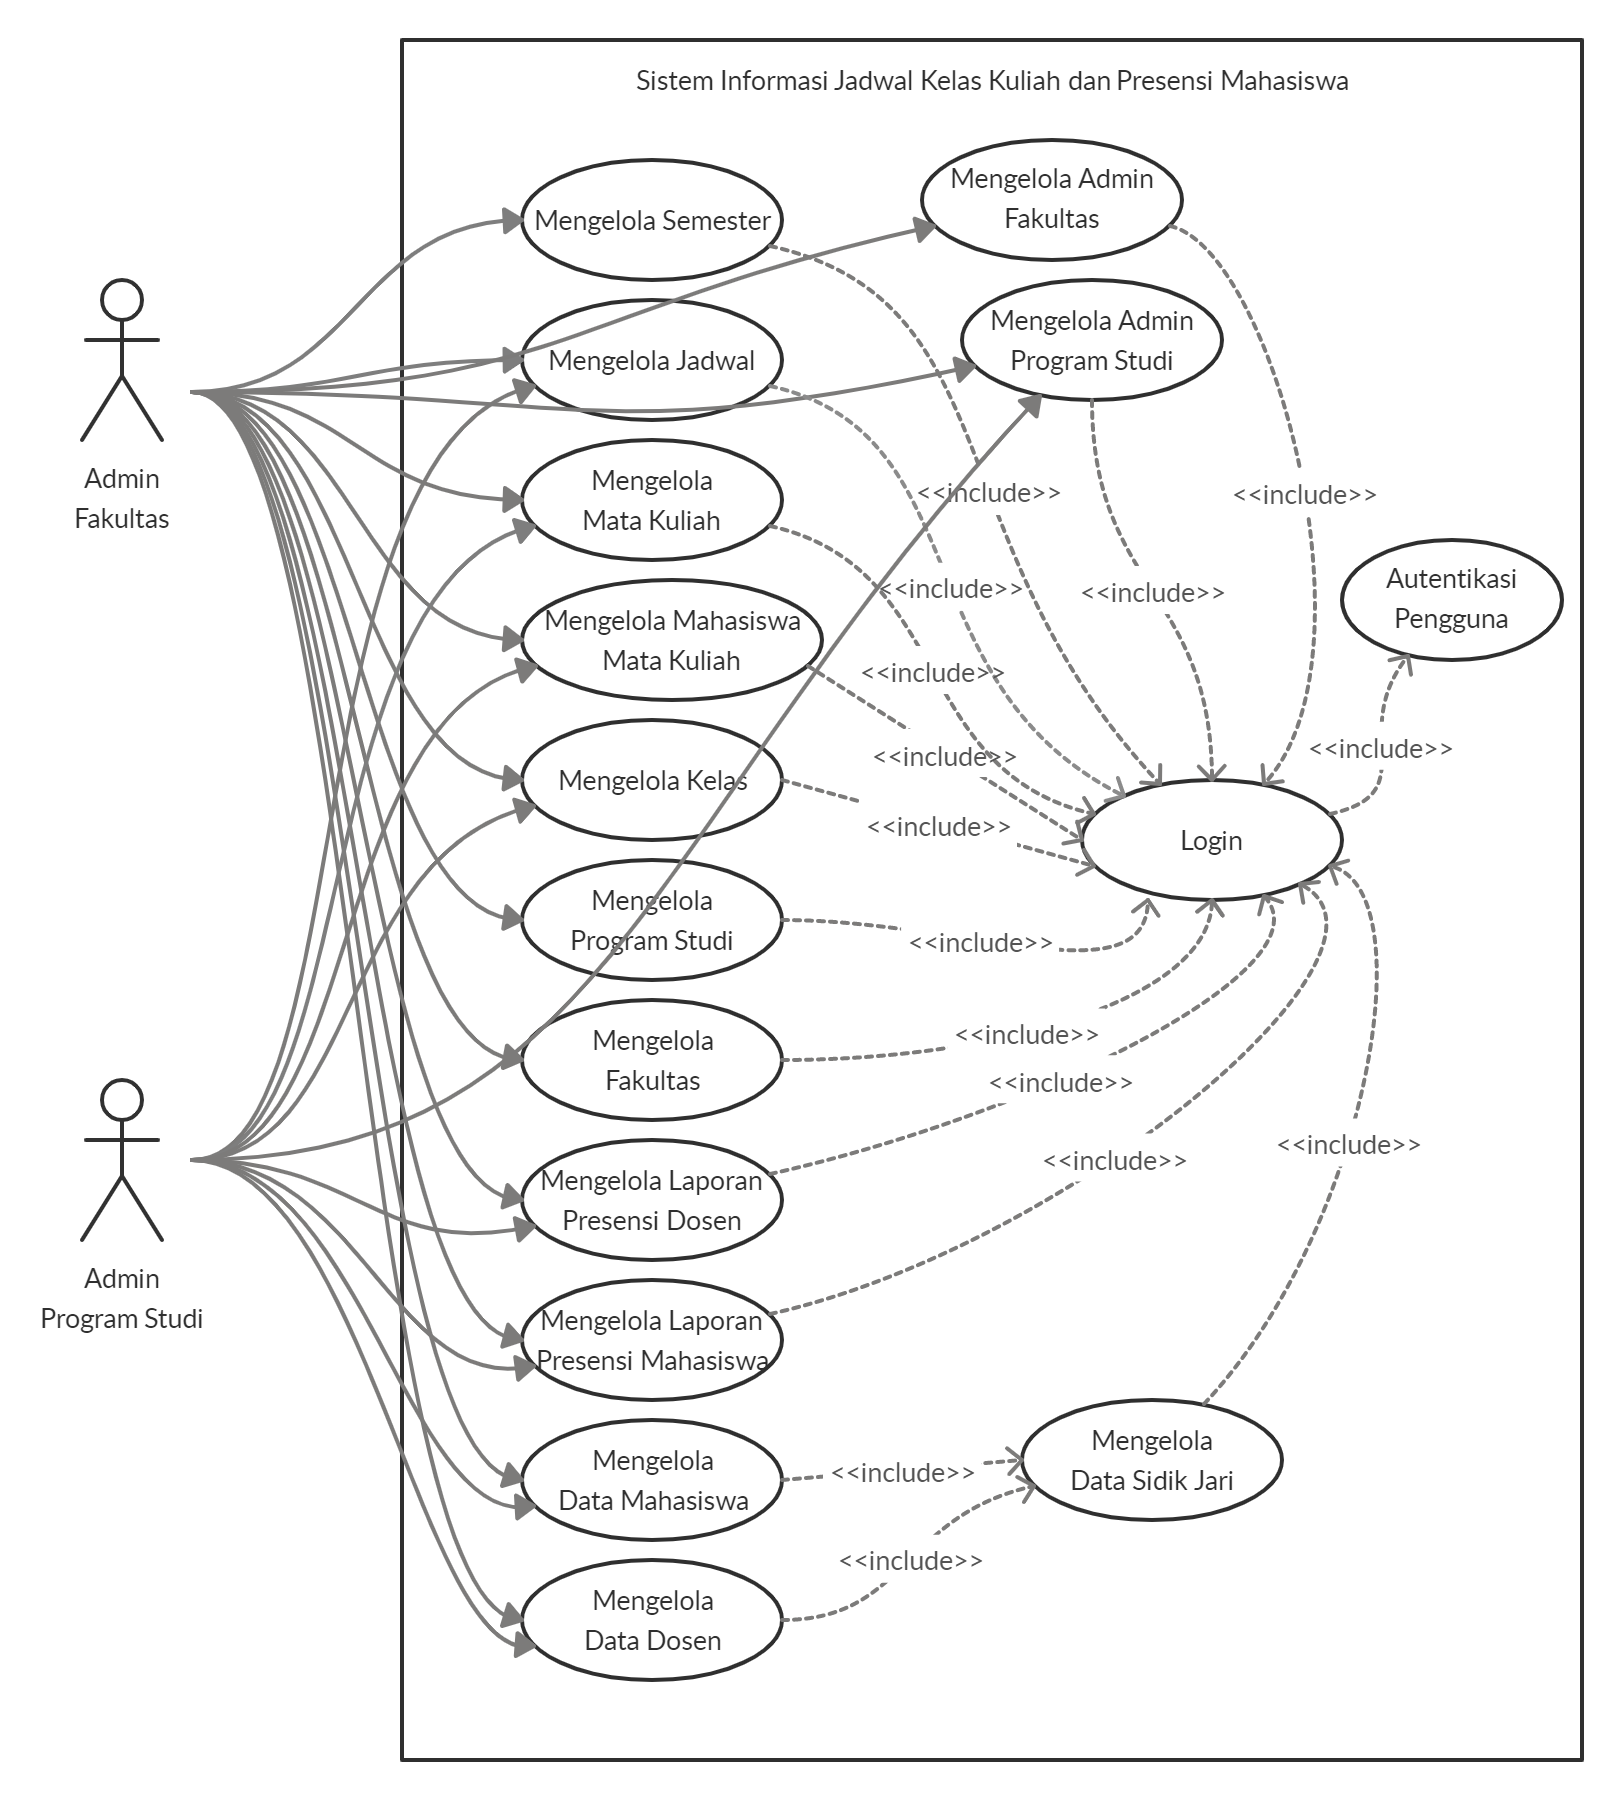 Sistem Informasi Jadwal Kelas Kuliah dan Presensi Mahasiswa
Mengelola Admin
Fakultas
Mengelola Semester
Mengelola Admin
Program Studi
Mengelola Jadwal
Admin
Fakultas
Mengelola
Mata Kuliah
<<include>>
<<include>>
Autentikasi
Pengguna
<<include>>
<<include>>
Mengelola Mahasiswa
Mata Kuliah
<<include>>
<<include>>
<<include>>
Mengelola Kelas
<<include>>
Login
Mengelola
Program Studi
<<include>>
Mengelola
Fakultas
<<include>>
<<include>>
Mengelola Laporan
Presensi Dosen
<<include>>
<<include>>
Admin
Program Studi
Mengelola Laporan
Presensi Mahasiswa
Mengelola
Data Mahasiswa
<<include>>
Mengelola
Data Sidik Jari
<<include>>
Mengelola
Data Dosen